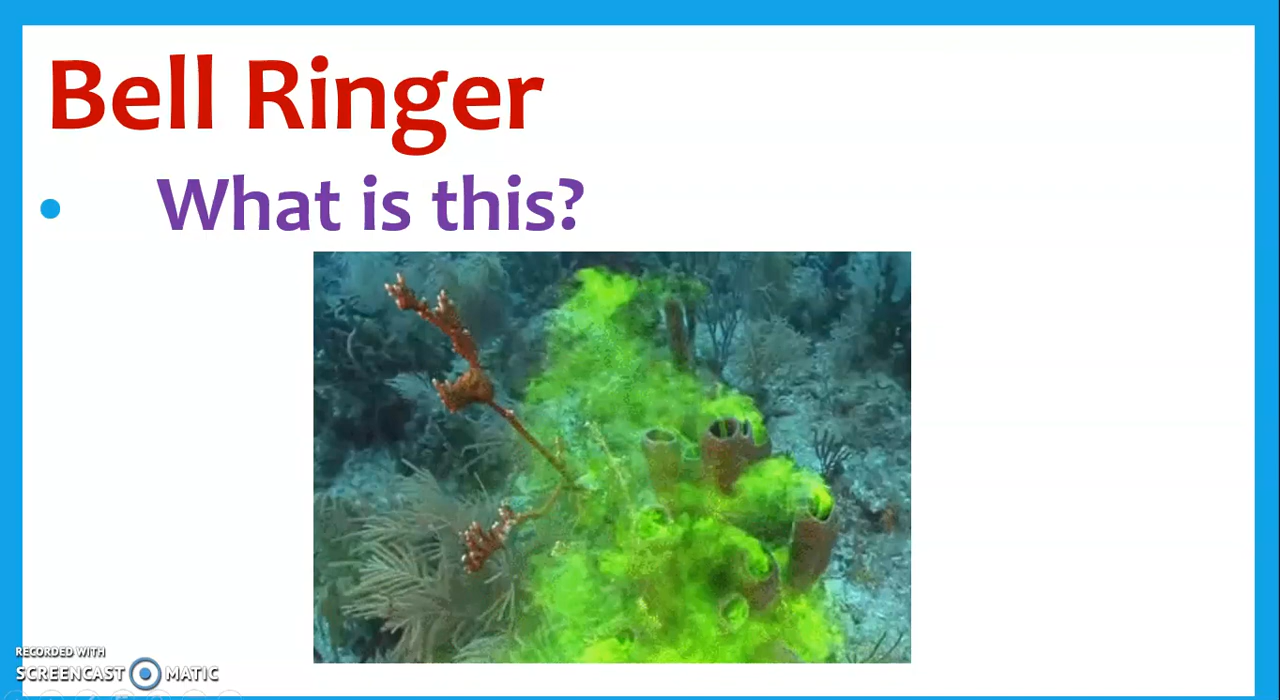 Bell Ringer
• What is this?
RECORDED WITH
SCREENCAST MATIC